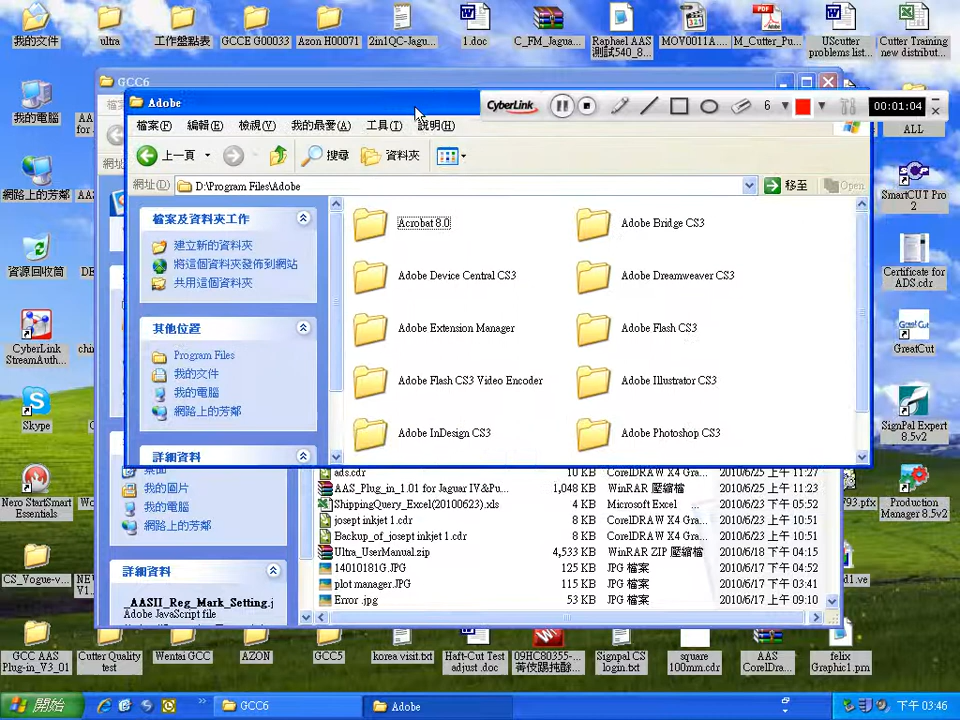 我的文件
ultra
工作盤點表
GCCE G00033
Azon H00071
2in1QC-Jagu...
1.doc
C_FM_Jagua...
Raphael AAS
測試540_8...
MOV0011A....
M_Cutter_Pu...
UScutter
problems list...
Cutter Training
new distribut...
GCC6
Adobe
CyberLink
6
00:01:04
檔案(F)
編輯(E)
檢視(V)
我的最愛(A)
工具(T)
說明(H)
ALL
我的電腦
上一頁
搜尋
資料夾
網址(D)
D:\Program Files\Adobe
移至
Open
網路上的芳鄰
檔案及資料夾工作
建立新的資料夾
將這個資料夾發佈到網站
共用這個資料夾
其他位置
Program Files
我的文件
我的電腦
網路上的芳鄰
詳細資料
Acrobat 8.0
Adobe Bridge CS3
Adobe Device Central CS3
Adobe Dreamweaver CS3
Adobe Extension Manager
Adobe Flash CS3
Adobe Flash CS3 Video Encoder
Adobe Illustrator CS3
Adobe InDesign CS3
Adobe Photoshop CS3
SmartCUT Pro
2
資源回收筒
Certificate for
ADS.cdr
CyberLink
StreamAuth...
GreatCut
Skype
SignPal Expert
8.5v2
Nero StartSmart
Essentials
Production
Manager 8.5v2
793.pfx
我的圖片
我的電腦
網路上的芳鄰
詳細資料
_AASII_Reg_Mark_Setting.j
Adobe JavaScript file
ads.cdr 10 KB CorelDRAW X4 Gra... 2010/6/25 上午 11:27
AAS_Plug_in_1.01 for Jaguar IV&Pu... 1,048 KB WinRAR 壓縮檔 2010/6/25 上午 11:23
ShippingQuery_Excel(20100623).xls 4 KB Microsoft Excel ... 2010/6/23 下午 05:52
josept inkjet 1.cdr 8 KB CorelDRAW X4 Gra... 2010/6/23 上午 10:51
Backup_of_josept inkjet 1.cdr 8 KB CorelDRAW X4 Gra... 2010/6/23 上午 10:51
Ultra_UserManual.zip 4,533 KB WinRAR ZIP 壓縮檔 2010/6/18 下午 04:15
14010181G.JPG 125 KB JPG 檔案 2010/6/17 下午 04:52
plot manager.JPG 115 KB JPG 檔案 2010/6/17 下午 03:41
Error .jpg 53 KB JPG 檔案 2010/6/17 上午 09:10
CS_Vogue-v...
GCC AAS
Plug-in_V3_01
Cutter Quality
test
Wentai GCC
AZON
GCC5
korea visit.txt
Haft-Cut Test
adjust .doc
09HC80355-...
Signpal CS
login.txt
square
100mm.cdr
AAS
CorelDra...
felix
Graphic1.prn
開始
GCC6
Adobe
下午 03:46